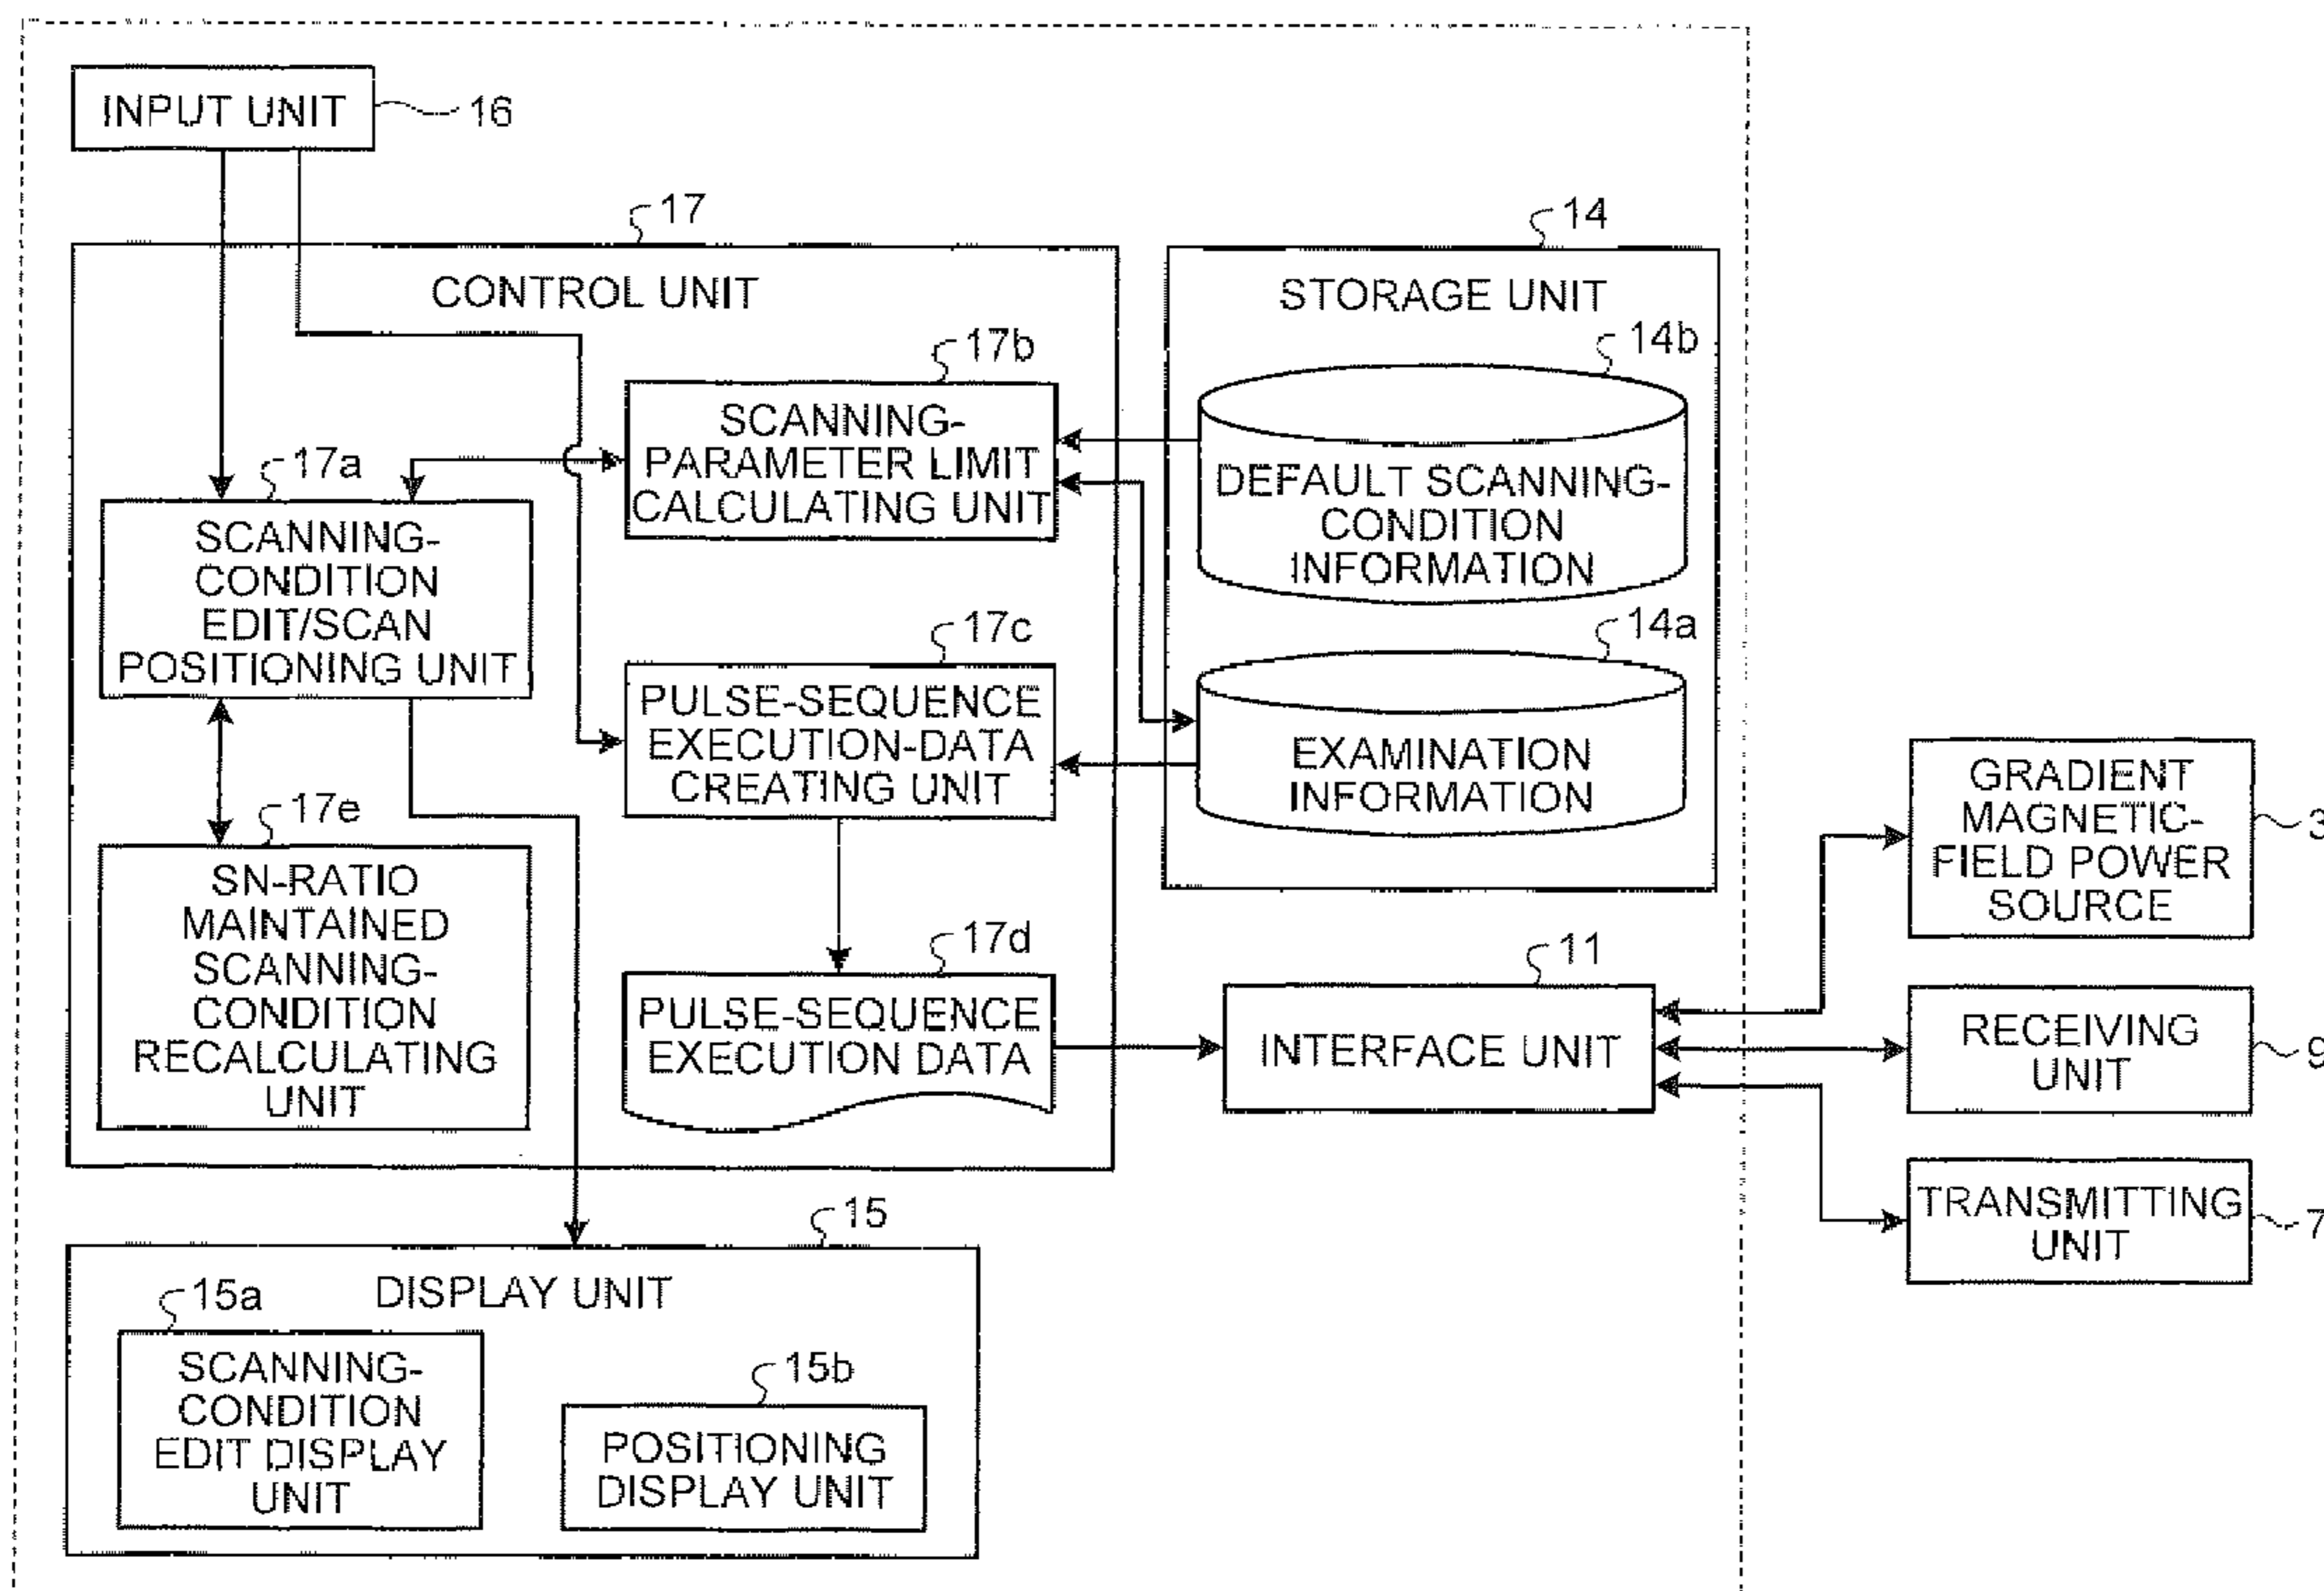 INPUT UNIT
16
17
CONTROL UNIT
14
STORAGE UNIT
17b
SCANNING-
PARAMETER LIMIT
CALCULATING UNIT
14b
DEFAULT SCANNING-
CONDITION
INFORMATION
17a
SCANNING-
CONDITION
EDIT/SCAN
POSITIONING UNIT
17c
PULSE-SEQUENCE
EXECUTION-DATA
CREATING UNIT
14a
EXAMINATION
INFORMATION
17e
SN-RATIO
MAINTAINED
SCANNING-
CONDITION
RECALCULATING
UNIT
17d
PULSE-SEQUENCE
EXECUTION DATA
11
INTERFACE UNIT
GRADIENT
MAGNETIC-
FIELD POWER
SOURCE
3
RECEIVING
UNIT
9
TRANSMITTING
UNIT
7
15
DISPLAY UNIT
15a
SCANNING-
CONDITION
EDIT DISPLAY
UNIT
15b
POSITIONING
DISPLAY UNIT